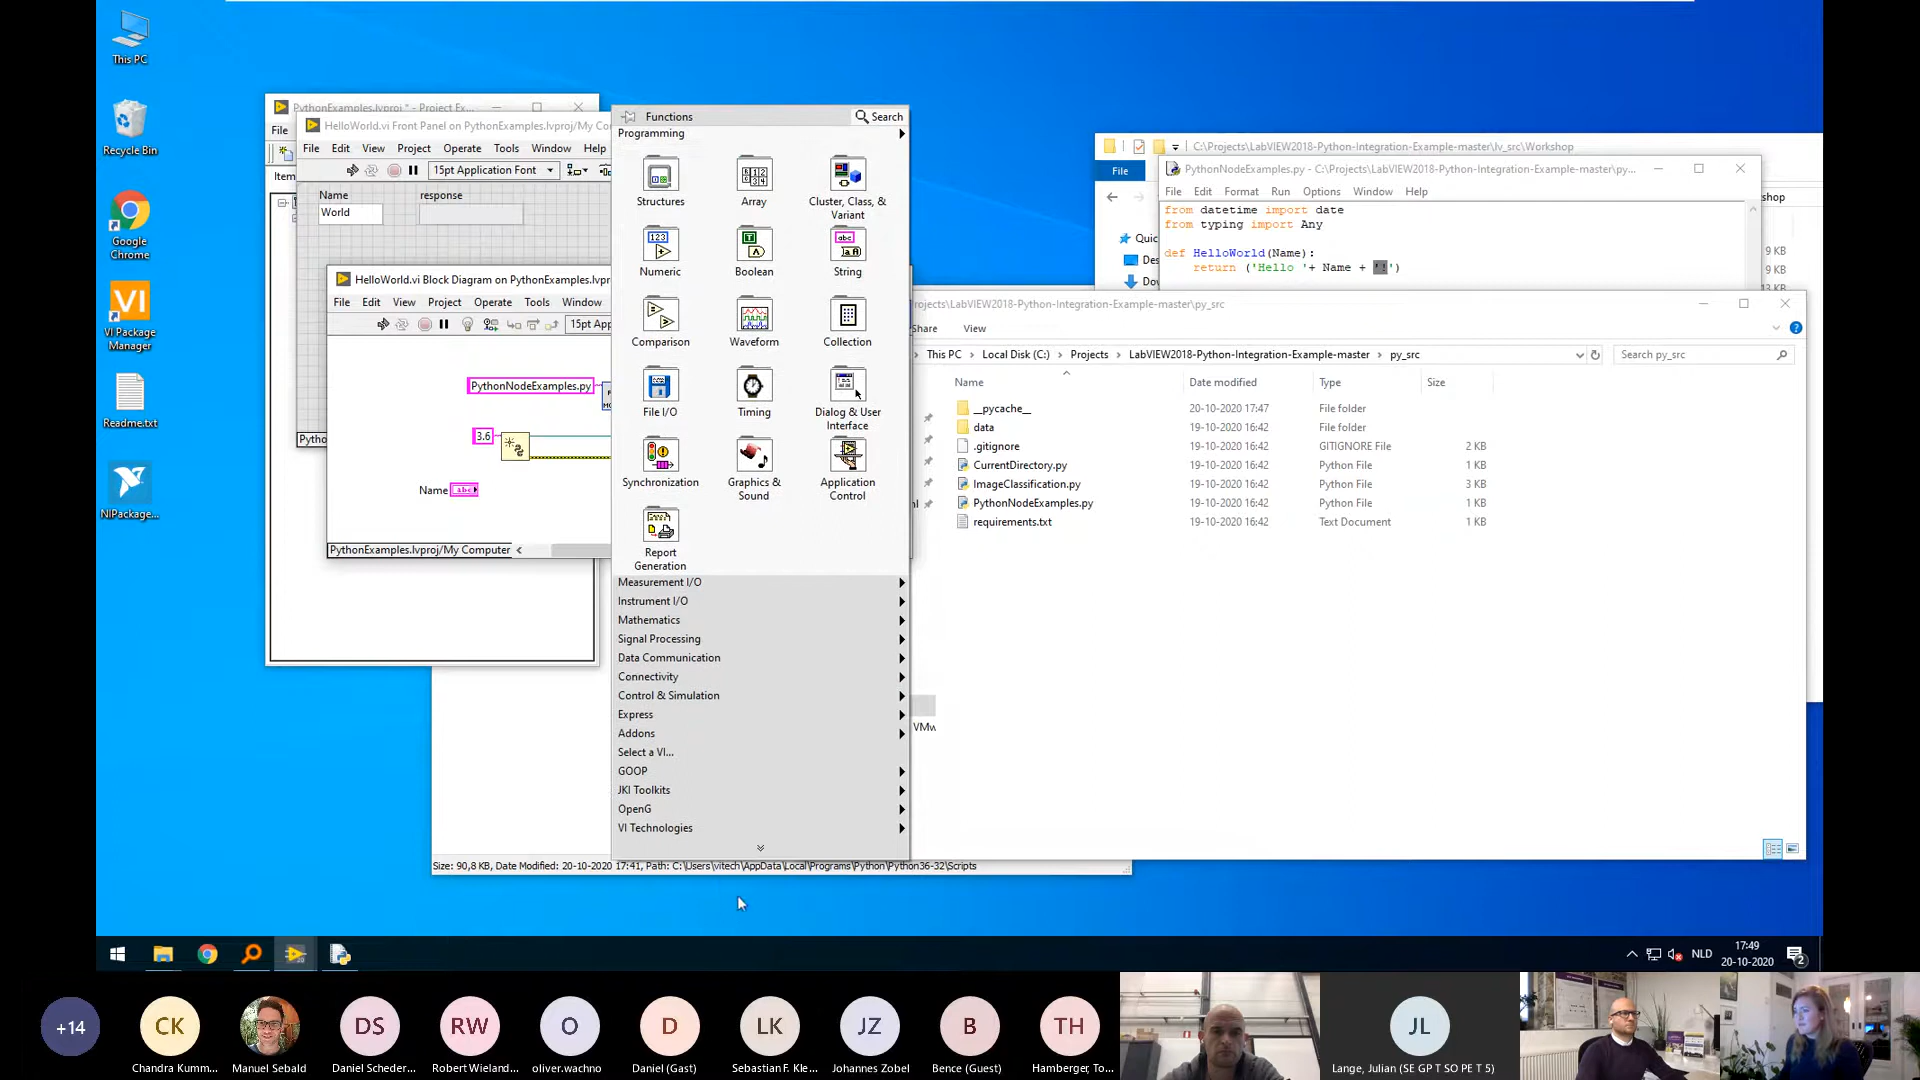 This PC
Recycle Bin
Google
Chrome
VI Package
Manager
Readme.txt
NIPackage...
PythonExamples.lvproj * - Project Ex...
File
Item
HelloWorld.vi Front Panel on PythonExamples.lvproj/My Co
File Edit View Project Operate Tools Window Help
15pt Application Font
Name
World
response
Pytho
HelloWorld.vi Block Diagram on PythonExamples.lvpr
File Edit View Project Operate Tools Window
15pt App
PythonNodeExamples.py
3.6
Name
abc
PythonExamples.lvproj/My Computer
Functions
Search
Programming
Structures
Array
Cluster, Class, &
Variant
Numeric
Boolean
String
Comparison
Waveform
Collection
File I/O
Timing
Dialog & User
Interface
Synchronization
Graphics &
Sound
Application
Control
Report
Generation
Measurement I/O
Instrument I/O
Mathematics
Signal Processing
Data Communication
Connectivity
Control & Simulation
Express
Addons
Select a VI...
GOOP
JKI Toolkits
OpenG
VI Technologies
Size: 90,8 KB, Date Modified: 20-10-2020 17:41, Path: C:\Users\vitech\AppData\Local\Programs\Python\Python36-32\Scripts
C:\Projects\LabVIEW2018-Python-Integration-Example-master\lv_src\Workshop
File
Quic
Des
Dou
shop
9 KB
9 KB
13 KB
PythonNodeExamples.py - C:\Projects\LabVIEW2018-Python-Integration-Example-master\py...
File Edit Format Run Options Window Help
from datetime import date
from typing import Any
def HelloWorld(Name):
return ('Hello '+ Name + '!')
rojects\LabVIEW2018-Python-Integration-Example-master\py_src
Share View
This PC
Local Disk (C:)
Projects
LabVIEW2018-Python-Integration-Example-master
py_src
Search py_src
Name Date modified Type Size
__pycache__ 20-10-2020 17:47 File folder
data 19-10-2020 16:42 File folder
.gitignore 19-10-2020 16:42 GITIGNORE File 2 KB
CurrentDirectory.py 19-10-2020 16:42 Python File 1 KB
ImageClassification.py 19-10-2020 16:42 Python File 3 KB
PythonNodeExamples.py 19-10-2020 16:42 Python File 1 KB
requirements.txt 19-10-2020 16:42 Text Document 1 KB
VMw
NLD
17:49
20-10-2020
2
+14
CK
Chandra Kumm...
Manuel Sebald
DS
Daniel Scheder...
RW
Robert Wieland...
O
oliver.wachno
D
Daniel (Gast)
LK
Sebastian F. Kle...
JZ
Johannes Zobel
B
Bence (Guest)
TH
Hamberger, To...
JL
Lange, Julian (SE GP T SO PE T 5)